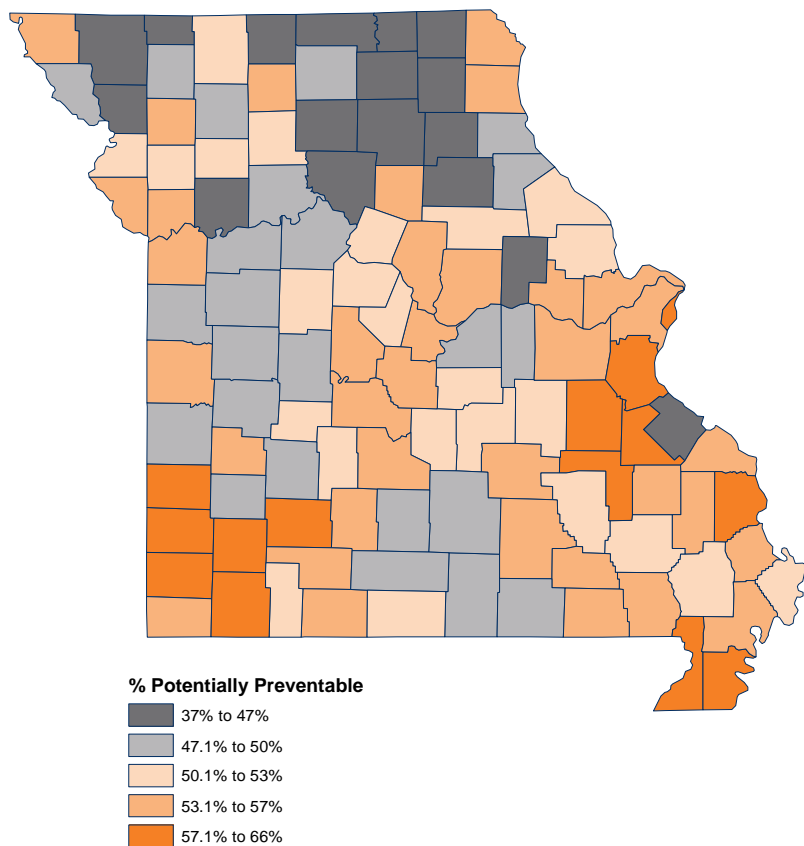 % Potentially Preventable
37% to 47%
47.1% to 50%
50.1% to 53%
53.1% to 57%
57.1% to 66%